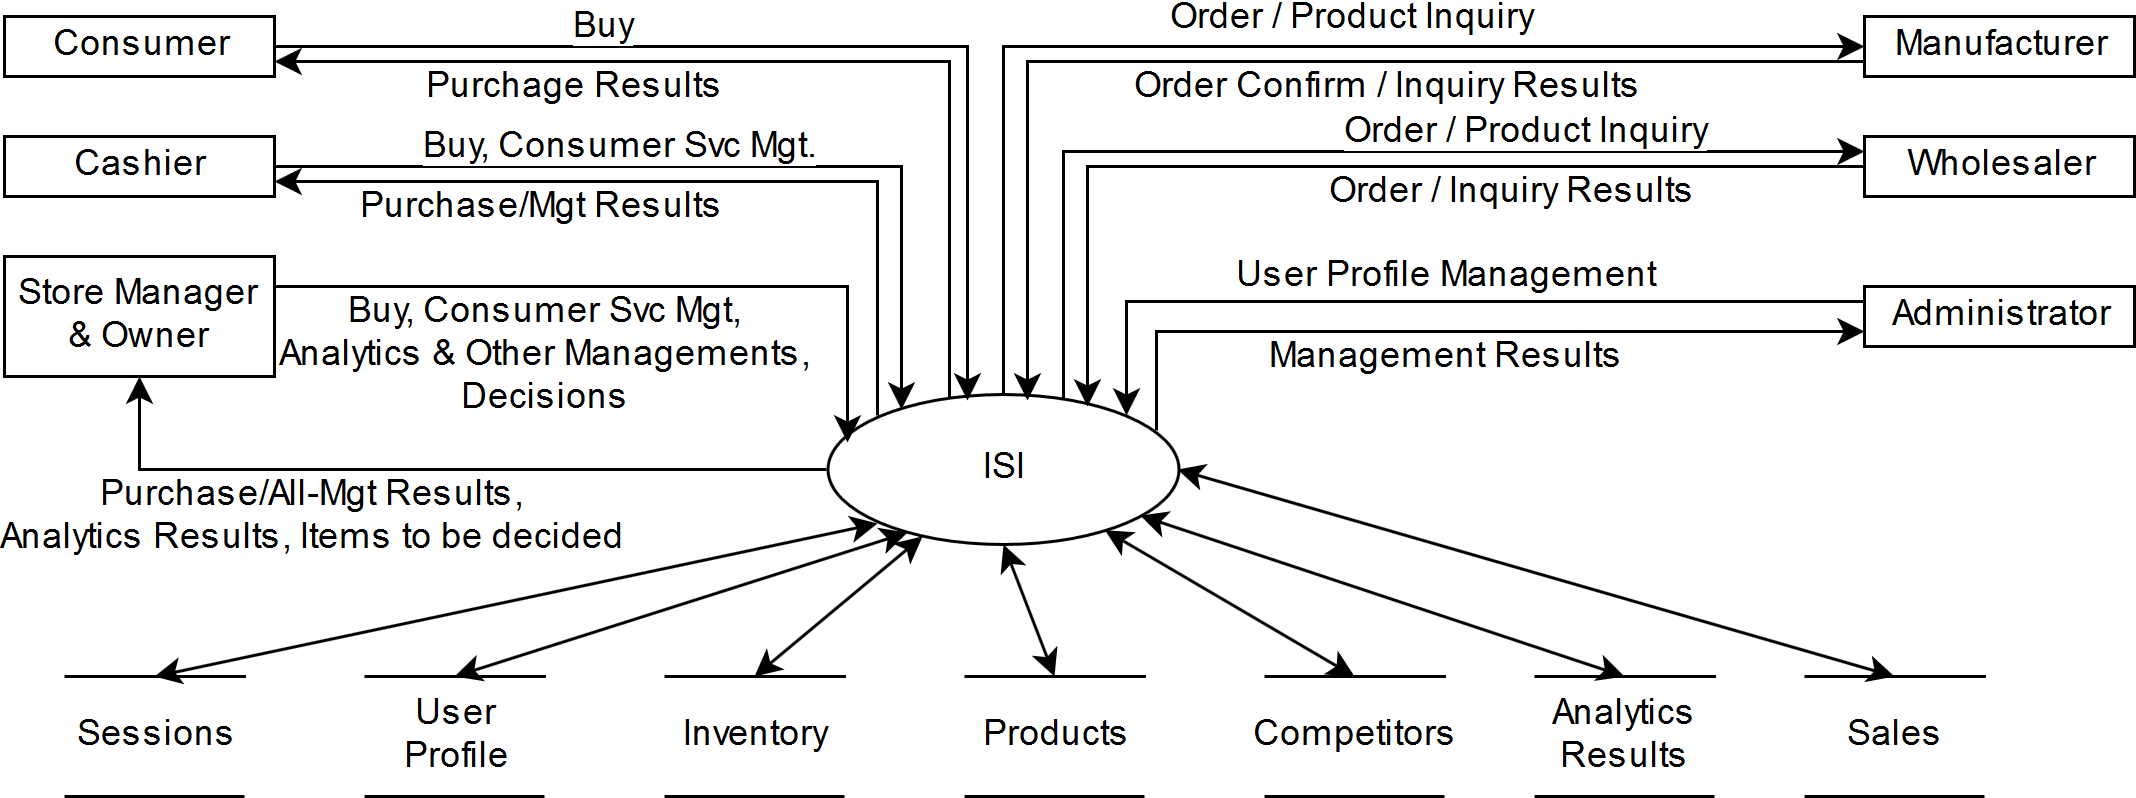 Consumer
Buy
Purchage Results
Order / Product Inquiry
Manufacturer
Order Confirm / Inquiry Results
Cashier
Buy, Consumer Svc Mgt.
Purchase/Mgt Results
Order / Product Inquiry
Wholesaler
Order / Inquiry Results
Store Manager
& Owner
Buy, Consumer Svc Mgt,
Analytics & Other Managements,
Decisions
User Profile Management
Administrator
Management Results
ISI
Purchase/All-Mgt Results,
Analytics Results, Items to be decided
Sessions
User
Profile
Inventory
Products
Competitors
Analytics
Results
Sales